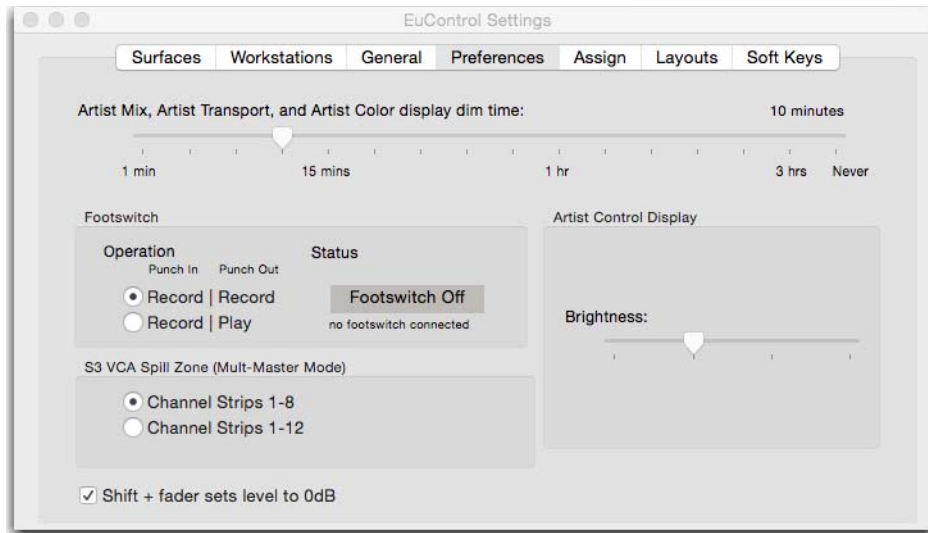 EuControl Settings
Surfaces Workstations General Preferences Assign Layouts Soft Keys
Artist Mix, Artist Transport, and Artist Color display dim time: 10 minutes
1 min 15 mins 1 hr 3 hrs Never
Footswitch
Operation Status
Punch In Punch Out
Record | Record Footswitch Off
Record | Play no footswitch connected
Artist Control Display
Brightness:
S3 VCA Spill Zone (Mult-Master Mode)
Channel Strips 1-8
Channel Strips 1-12
Shift + fader sets level to 0dB